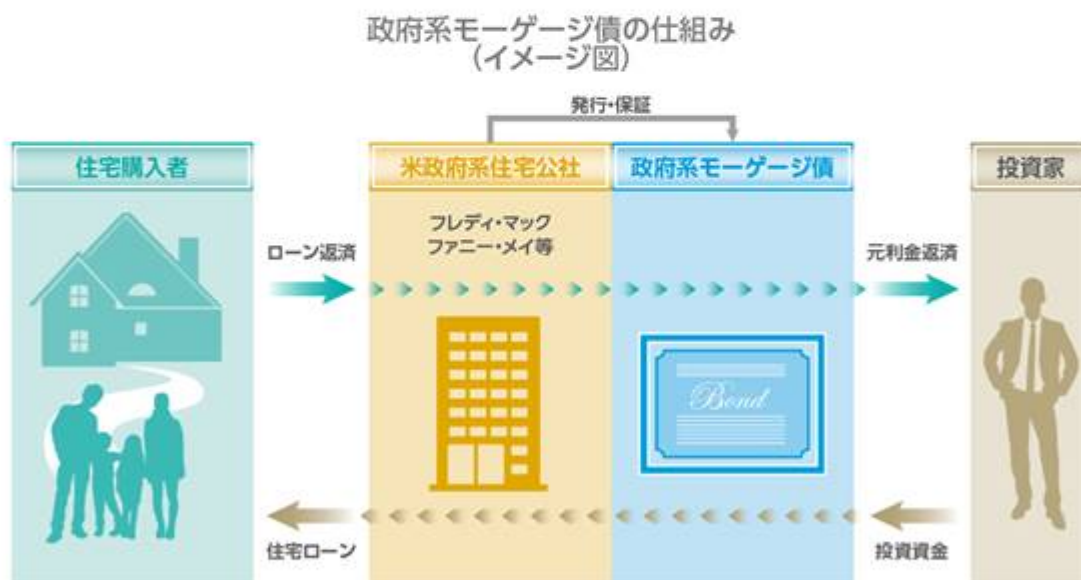 政府系モーゲージ債の仕組み
（イメージ図）
発行・保証
住宅購入者
米政府系住宅公社
政府系モーゲージ債
投資家
フレディ・マック
ファニー・メイ等
ローン返済
元利金返済
Bond
住宅ローン
投資資金